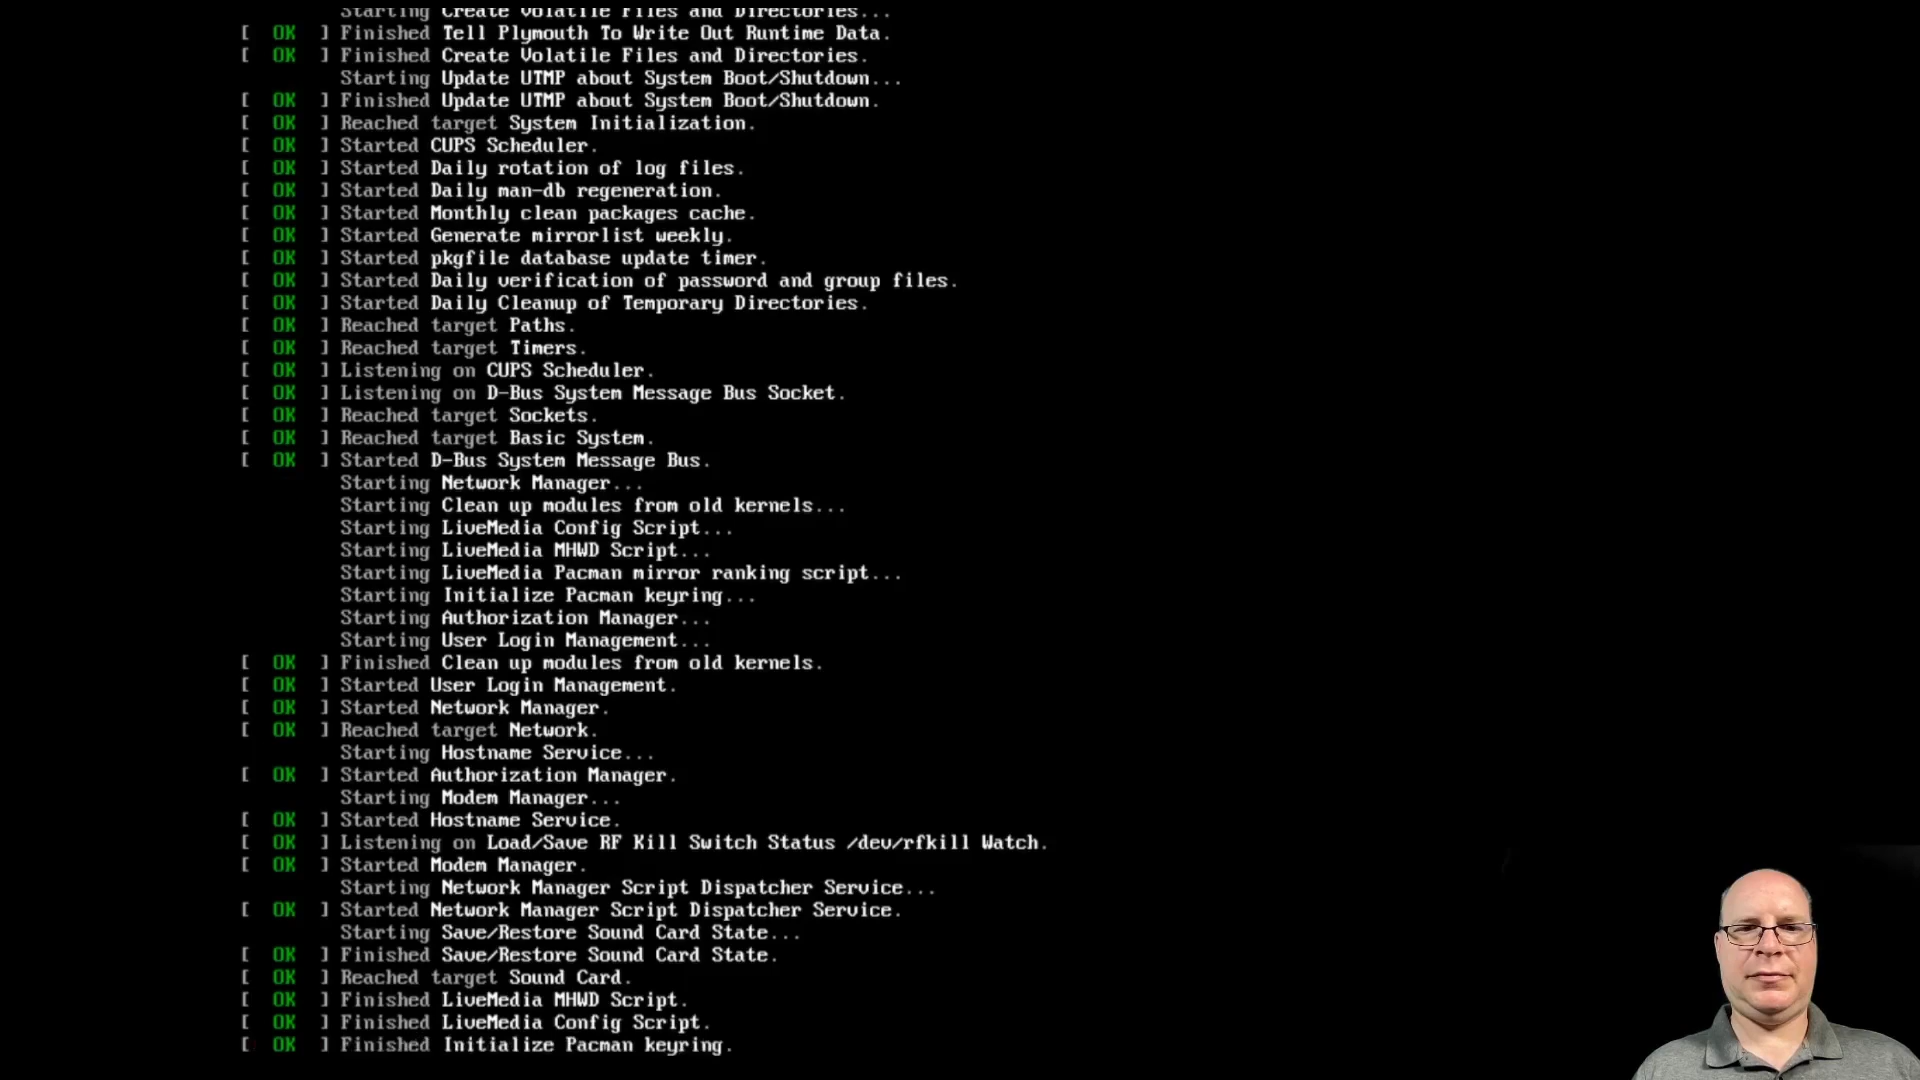 Starting Create Volatile Files and Directories...
[  OK  ] Finished Tell Plymouth To Write Out Runtime Data.
[  OK  ] Finished Create Volatile Files and Directories.
Starting Update UTMP about System Boot/Shutdown...
[  OK  ] Finished Update UTMP about System Boot/Shutdown.
[  OK  ] Reached target System Initialization.
[  OK  ] Started CUPS Scheduler.
[  OK  ] Started Daily rotation of log files.
[  OK  ] Started Daily man-db regeneration.
[  OK  ] Started Monthly clean packages cache.
[  OK  ] Started Generate mirrorlist weekly.
[  OK  ] Started pkgfile database update timer.
[  OK  ] Started Daily verification of password and group files.
[  OK  ] Started Daily Cleanup of Temporary Directories.
[  OK  ] Reached target Paths.
[  OK  ] Reached target Timers.
[  OK  ] Listening on CUPS Scheduler.
[  OK  ] Listening on D-Bus System Message Bus Socket.
[  OK  ] Reached target Sockets.
[  OK  ] Reached target Basic System.
[  OK  ] Started D-Bus System Message Bus.
Starting Network Manager...
Starting Clean up modules from old kernels...
Starting LiveMedia Config Script...
Starting LiveMedia MHWD Script...
Starting LiveMedia Pacman mirror ranking script...
Starting Initialize Pacman keyring...
Starting Authorization Manager...
Starting User Login Management...
[  OK  ] Finished Clean up modules from old kernels.
[  OK  ] Started User Login Management.
[  OK  ] Started Network Manager.
[  OK  ] Reached target Network.
Starting Hostname Service...
[  OK  ] Started Authorization Manager.
Starting Modem Manager...
[  OK  ] Started Hostname Service.
[  OK  ] Listening on Load/Save RF Kill Switch Status /dev/rfkill Watch.
[  OK  ] Started Modem Manager.
Starting Network Manager Script Dispatcher Service...
[  OK  ] Started Network Manager Script Dispatcher Service.
Starting Save/Restore Sound Card State...
[  OK  ] Finished Save/Restore Sound Card State.
[  OK  ] Reached target Sound Card.
[  OK  ] Finished LiveMedia MHWD Script.
[  OK  ] Finished LiveMedia Config Script.
[  OK  ] Finished Initialize Pacman keyring.